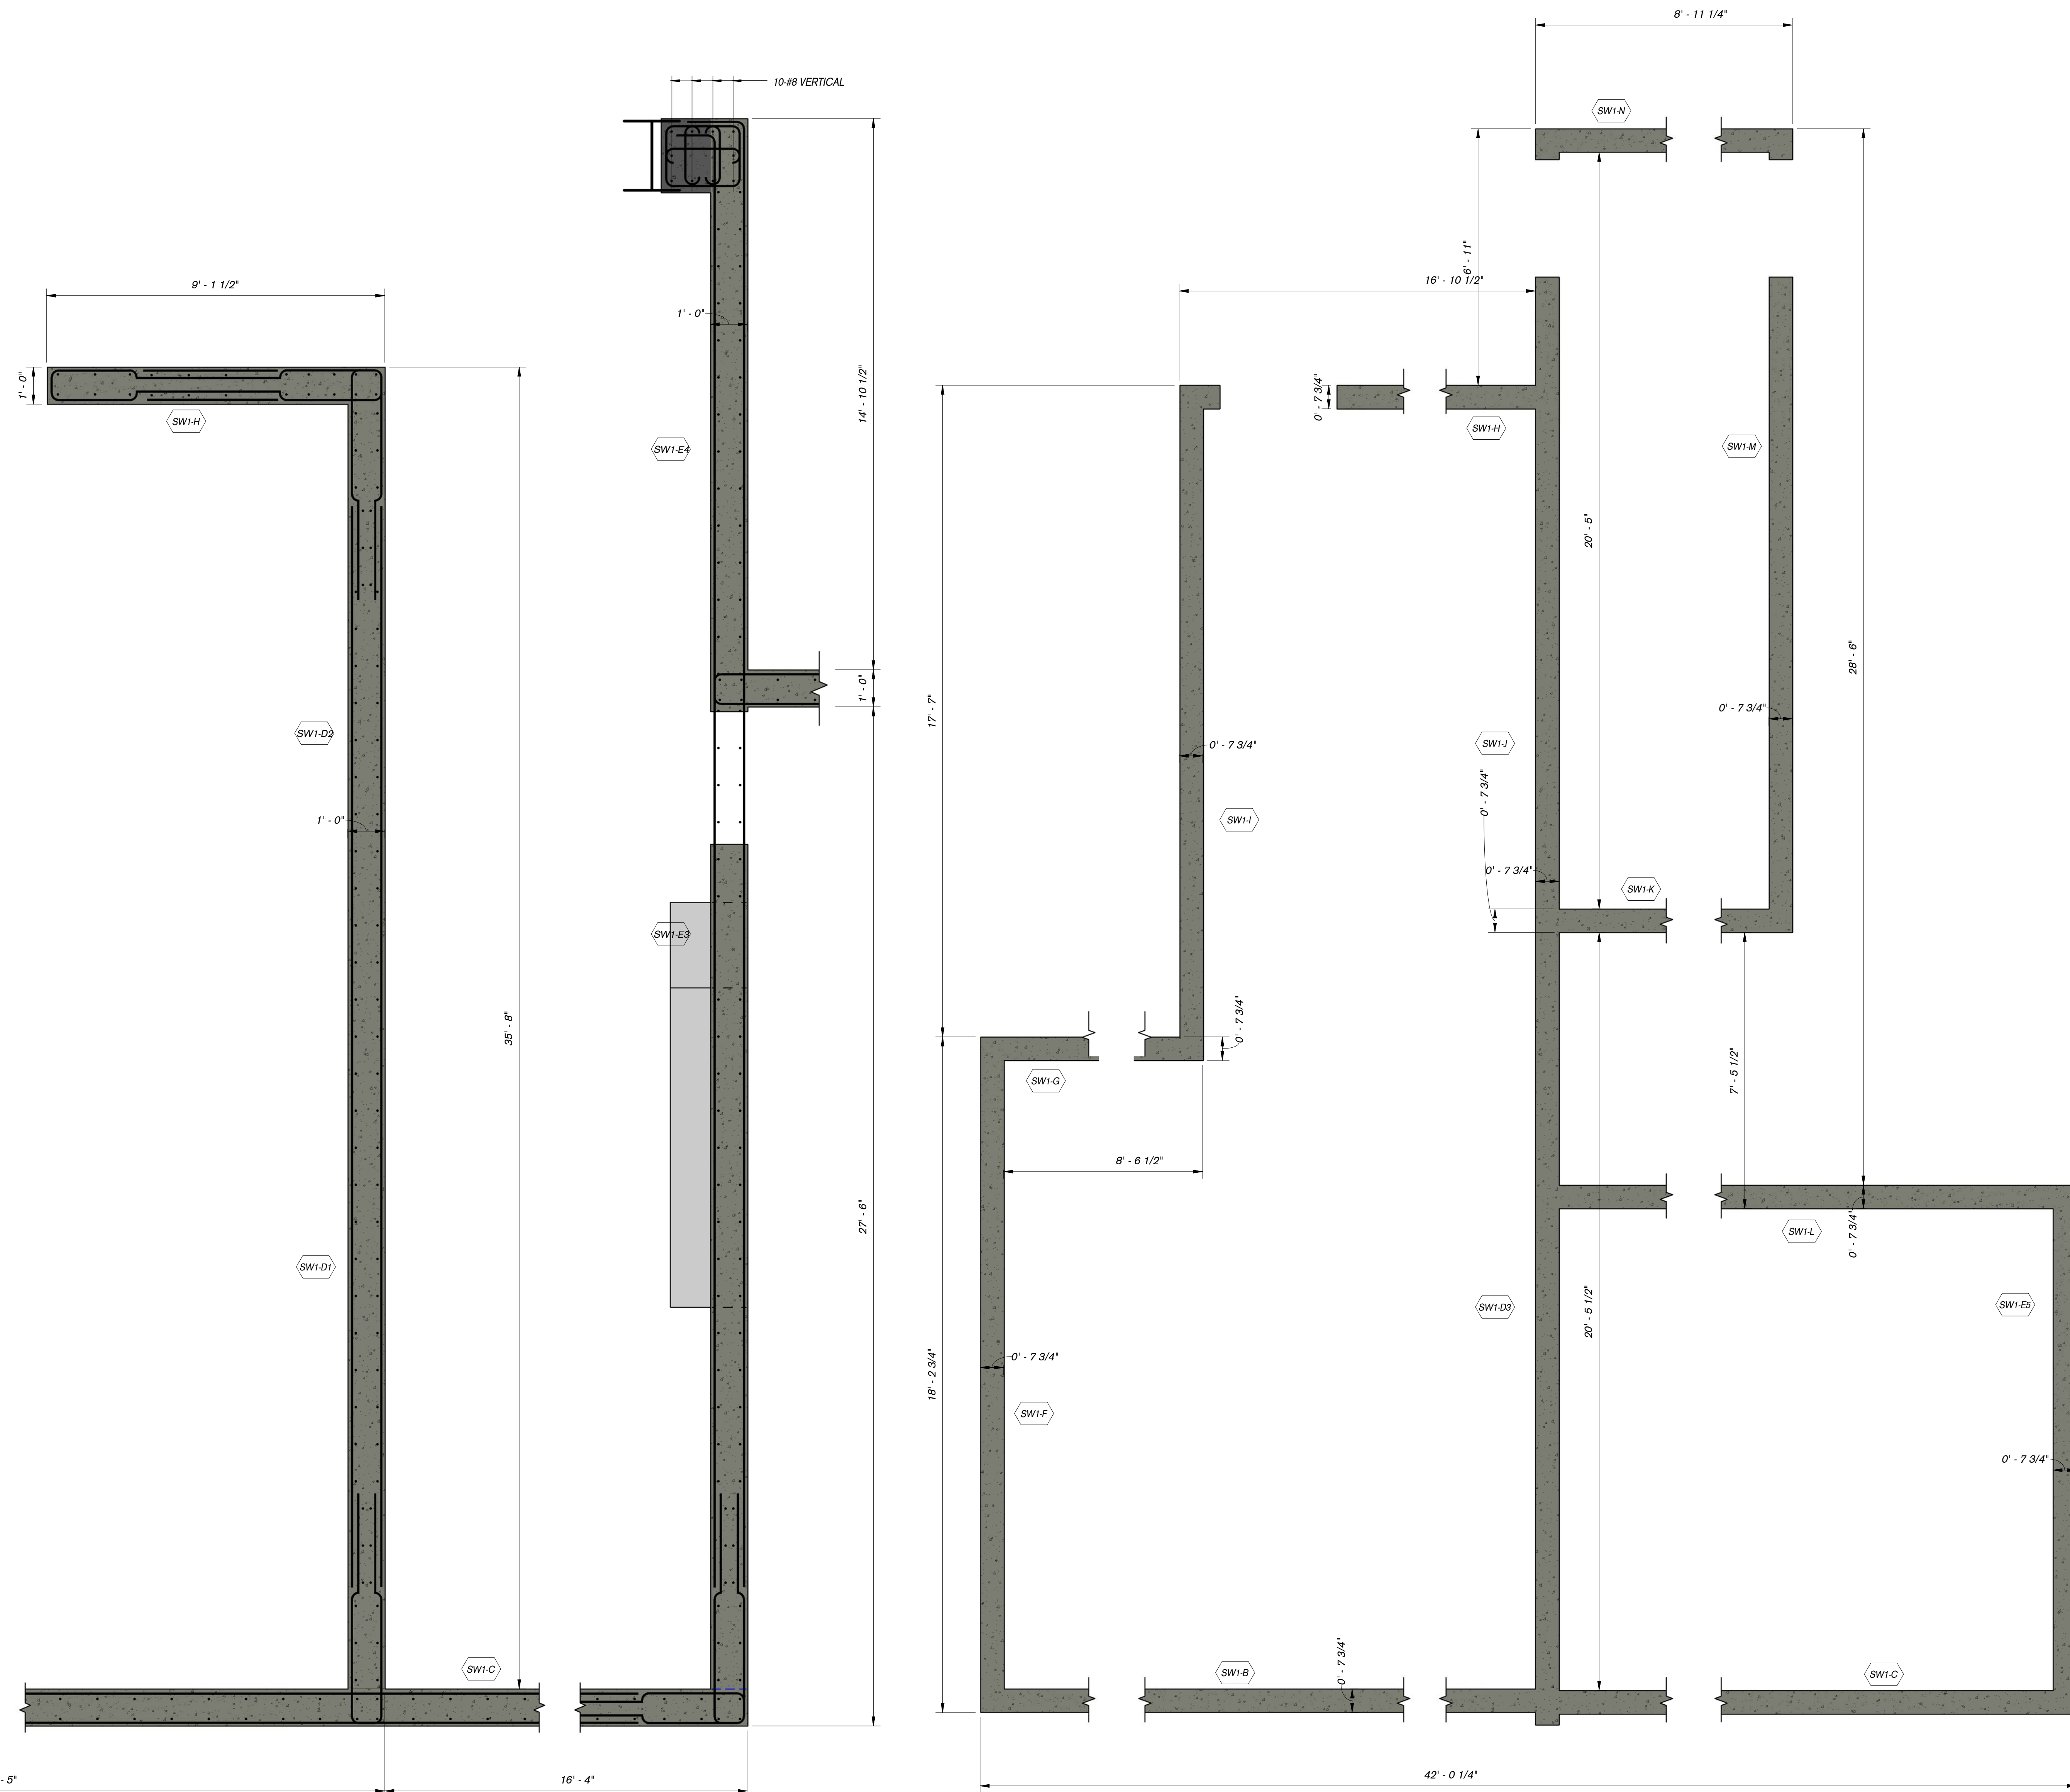 8' - 11 1/4"
10-#8 VERTICAL
SW1-N
6' - 11"
16' - 10 1/2"
9' - 1 1/2"
1' - 0"
1' - 0"
SW1-H
SW1-E4
14' - 10 1/2"
0' - 7 3/4"
SW1-H
SW1-M
20' - 5"
28' - 6"
1' - 0"
17' - 7"
0' - 7 3/4"
SW1-D2
0' - 7 3/4"
SW1-J
0' - 7 3/4"
1' - 0"
SW1-I
0' - 7 3/4"
SW1-K
SW1-E3
35' - 8"
0' - 7 3/4"
SW1-G
7' - 5 1/2"
8' - 6 1/2"
27' - 6"
SW1-L
0' - 7 3/4"
SW1-D1
SW1-D3
20' - 5 1/2"
SW1-E5
18' - 2 3/4"
0' - 7 3/4"
SW1-F
0' - 7 3/4"
SW1-C
SW1-B
0' - 7 3/4"
SW1-C
- 5"
16' - 4"
42' - 0 1/4"